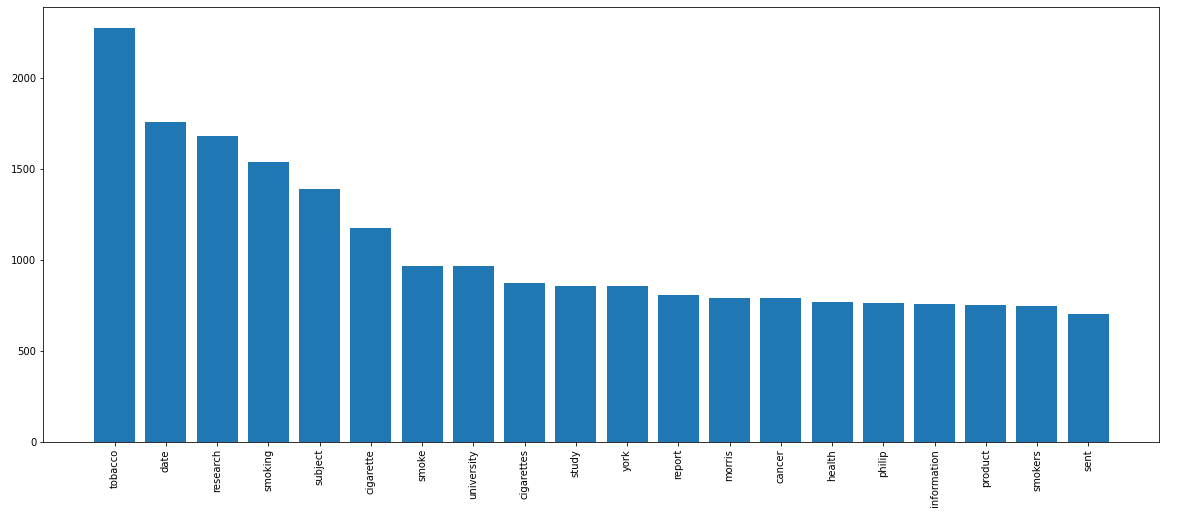 2000
1500
1000
500
0
tobacco
date
research
smoking
subject
cigarette
smoke
university
cigarettes
study
york
report
morris
cancer
health
philip
information
product
smokers
sent